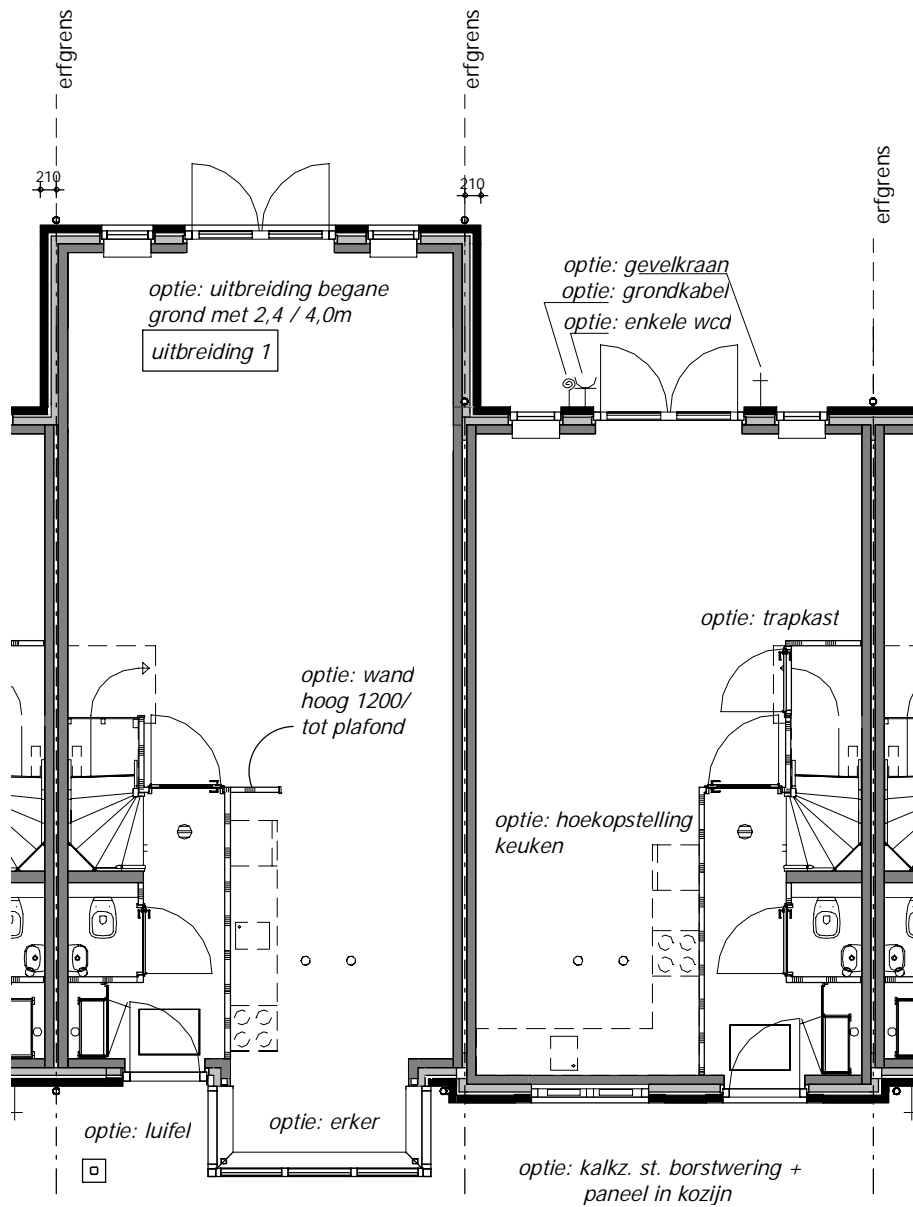 erfgrens
erfgrens
erfgrens
210
210
optie: gevelkraan
optie: grondkabel
optie: enkele wcd
optie: uitbreiding begane
grond met 2,4 / 4,0m
uitbreiding 1
optie: trapkast
optie: wand
hoog 1200/
tot plafond
optie: hoekopstelling
keuken
optie: luifel
optie: erker
optie: kalkz. st. borstwering +
paneel in kozijn